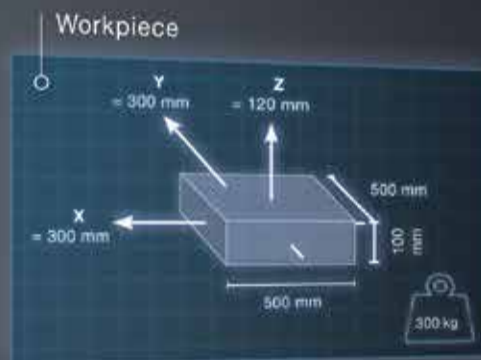 Workpiece
Y
= 300 mm
Z
= 120 mm
X
= 300 mm
500 mm
100
mm
500 mm
300 kg